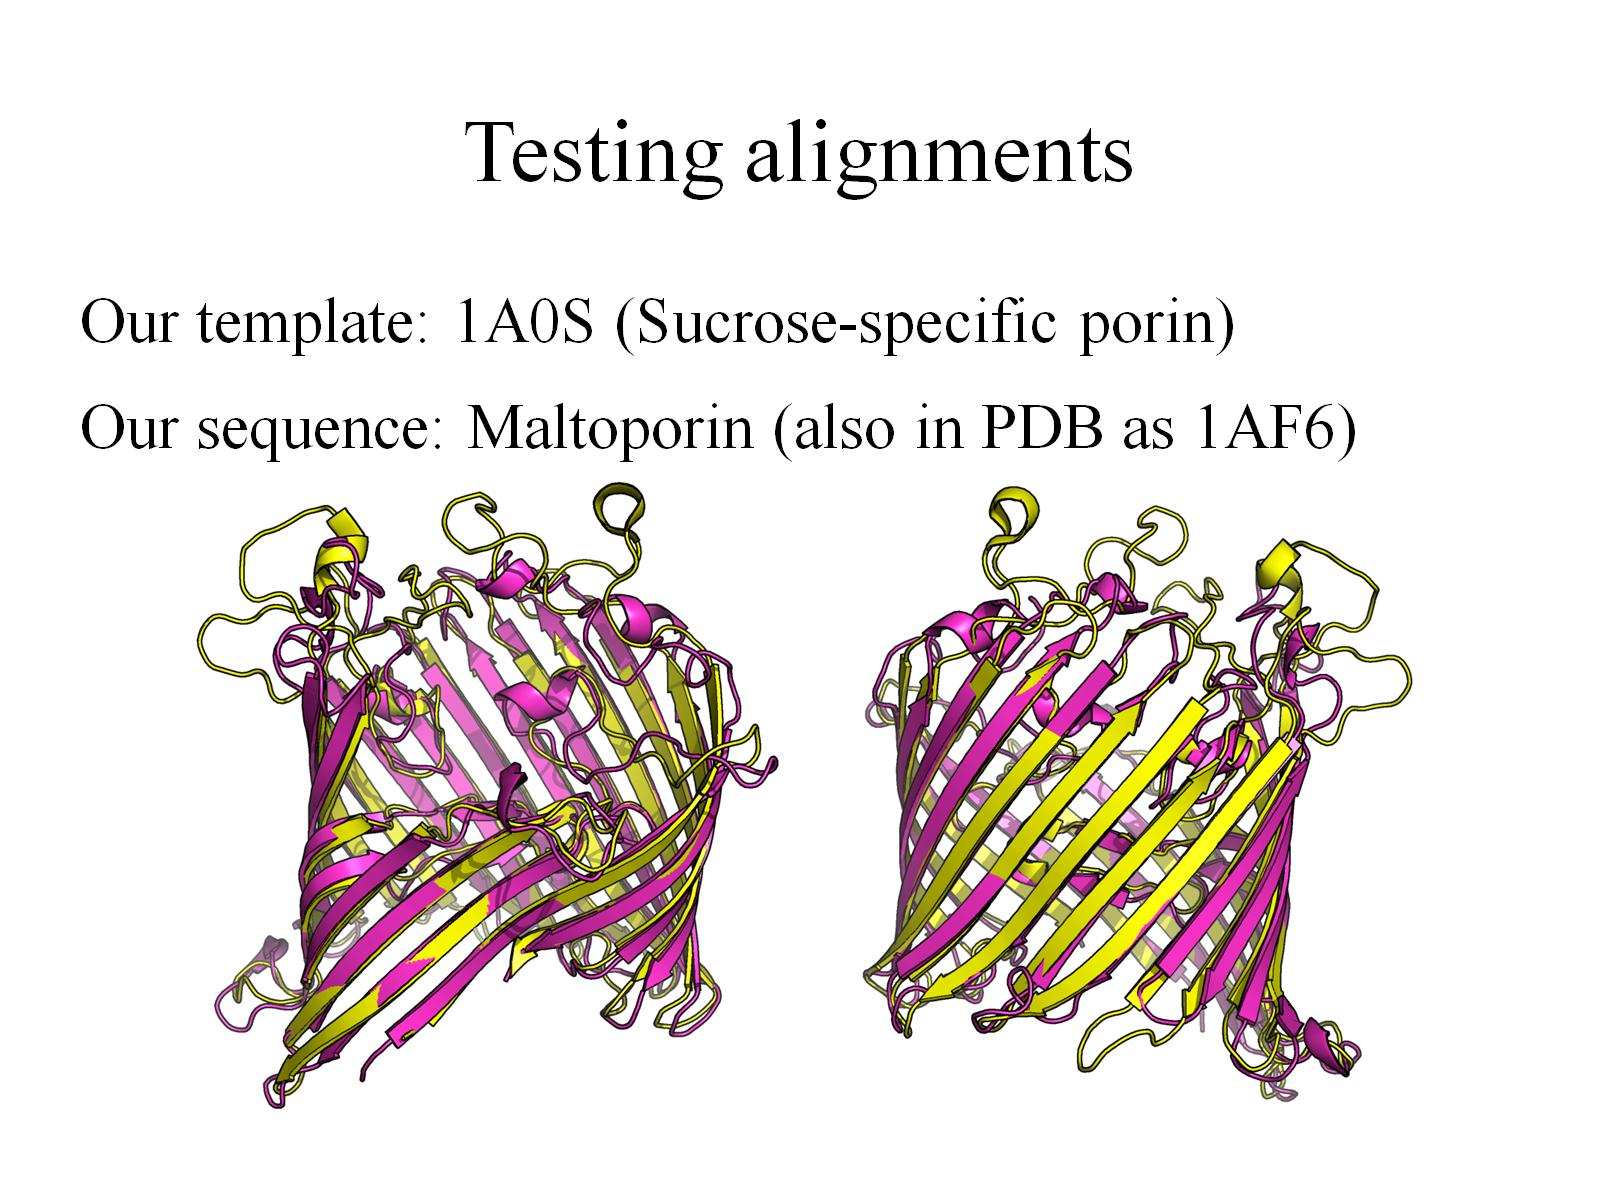 Testing alignments
Our template: 1A0S (Sucrose-specific porin)
Our sequence: Maltoporin (also in PDB as 1AF6)